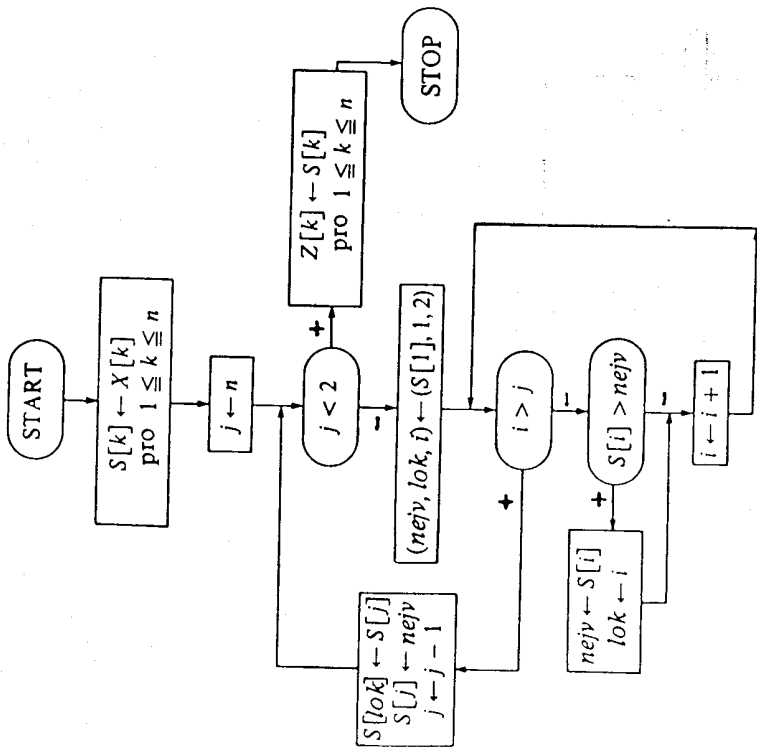 START
S[k] ← X[k]
pro 1 ≦ k ≦ n
j ← n
j < 2
+
-
Z[k] ← S[k]
pro 1 ≦ k ≦ n
STOP
(nejv, lok, i) ← (S[1], 1, 2)
i > j
+
-
S[lok] ← S[j]
S[j] ← nejv
j ← j − 1
S[i] > nejv
+
-
nejv ← S[i]
lok ← i
i ← i + 1